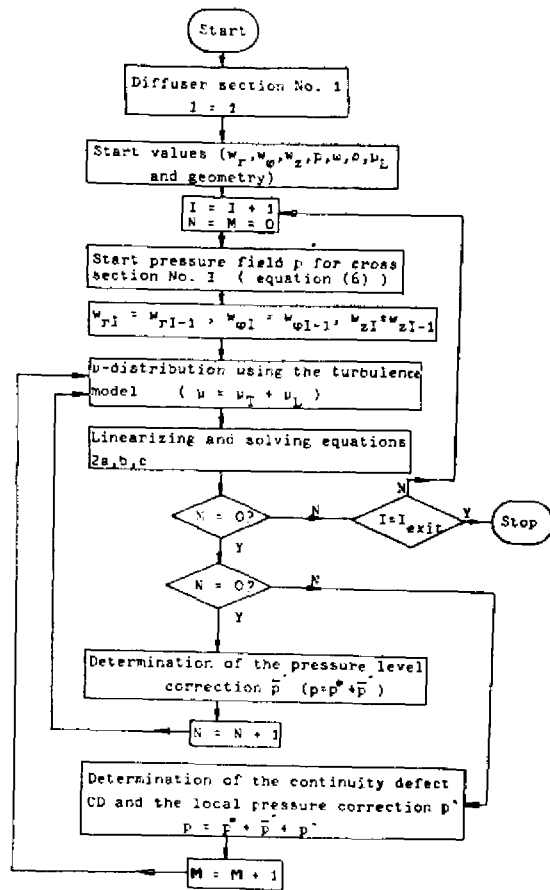 Start
Diffuser section No. 1
I = 1
Start values (w_r, w_φ, w_z, p, ω, ρ, μ_L
and geometry)
I = I + 1
N = M = 0
Start pressure field p for cross
section No. I ( equation (6) )
w_rI = w_rI-1 , w_φI = w_φI-1, w_zI=w_zI-1
μ-distribution using the turbulence
model ( μ = μ_T + μ_L )
Linearizing and solving equations
2a,b,c
N = 0?
N
I=I_exit
N
Y
Stop
Y
N = 0?
N
Y
Determination of the pressure level
correction p̄´ (p=p*+p̄´)
N = N + 1
Determination of the continuity defect
CD and the local pressure correction p`
p = p* + p̄´ + p`
M = M + 1